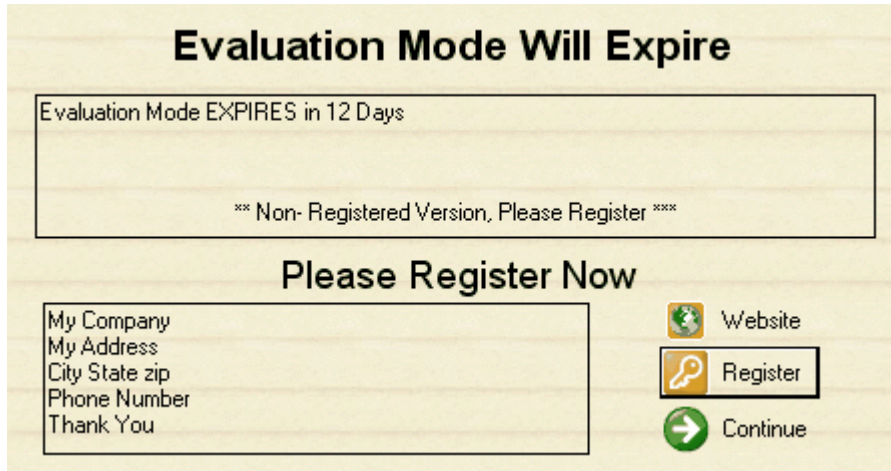 Evaluation Mode Will Expire
Evaluation Mode EXPIRES in 12 Days
** Non- Registered Version, Please Register ***
Please Register Now
My Company
My Address
City State zip
Phone Number
Thank You
Website
Register
Continue